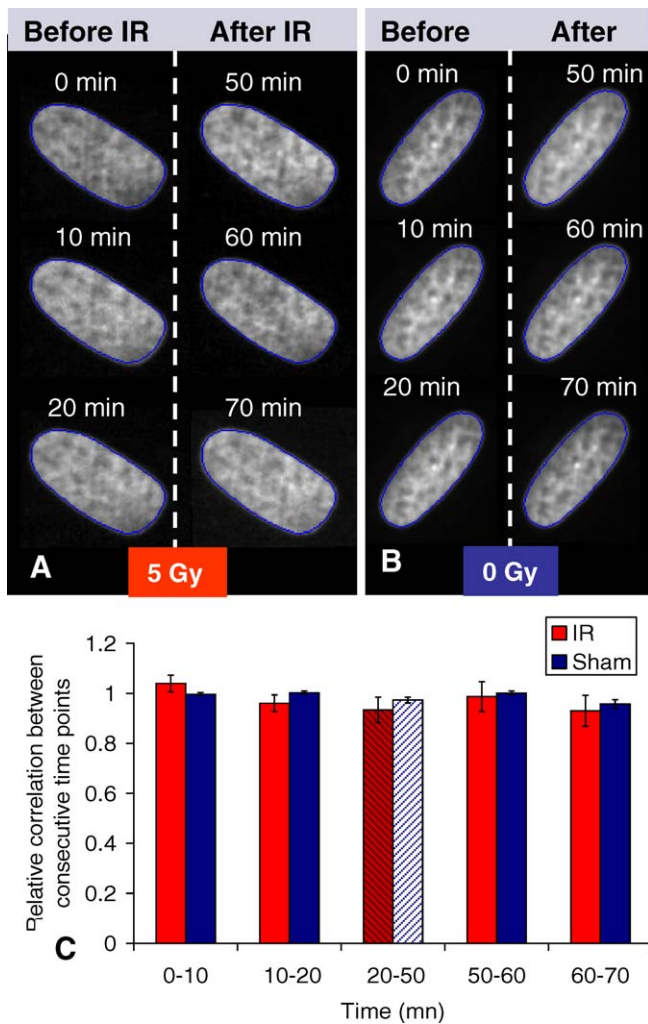 Before IR After IR
0 min 50 min
10 min 60 min
20 min 70 min
A
5 Gy
Before After
0 min 50 min
10 min 60 min
20 min 70 min
B
0 Gy
1.2
1
0.8
0.6
0.4
0.2
0
IR
Sham
Relative correlation between
consecutive time points
C
0-10 10-20 20-50 50-60 60-70
Time (mn)